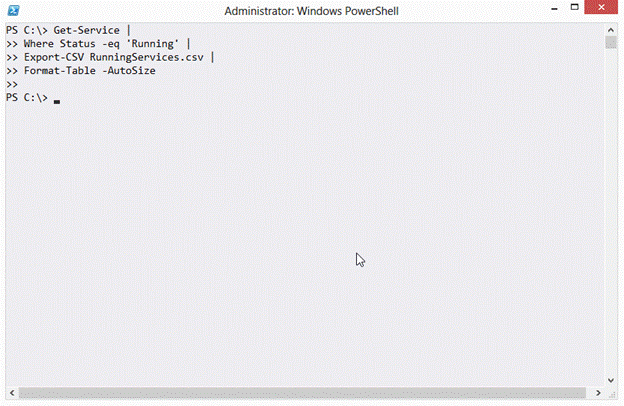 Administrator: Windows PowerShell
PS C:\> Get-Service |
>> Where Status -eq 'Running' |
>> Export-CSV RunningServices.csv |
>> Format-Table -AutoSize
>>
PS C:\>